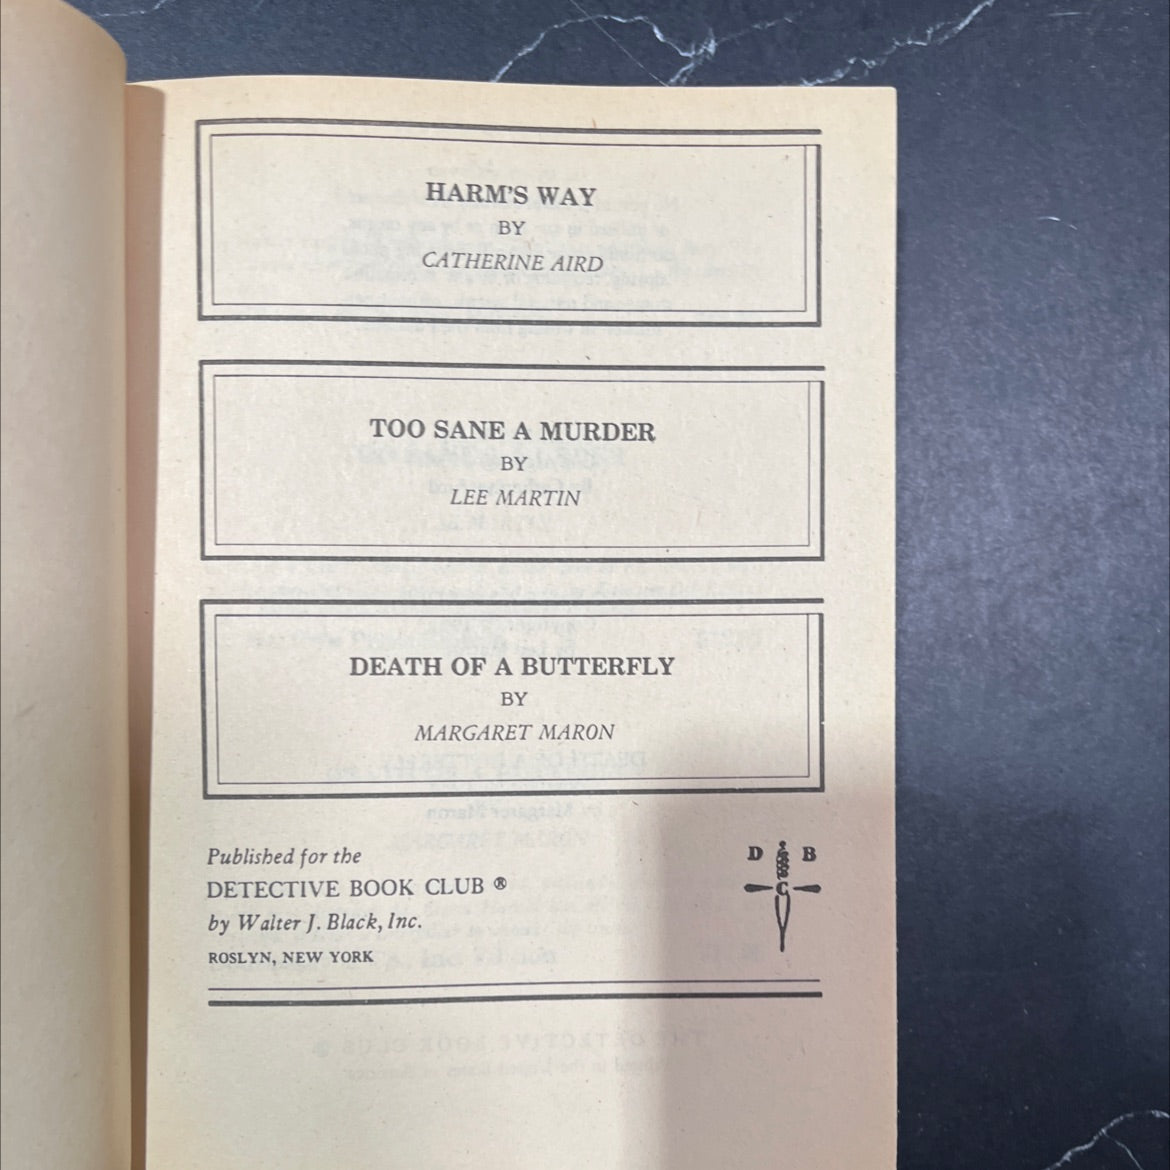 HARM'S WAY
BY
CATHERINE AIRD
TOO SANE A MURDER
BY
LEE MARTIN
DEATH OF A BUTTERFLY
BY
MARGARET MARON
Published for the
DETECTIVE BOOK CLUB ®
by Walter J. Black, Inc.
ROSLYN, NEW YORK
D B
C